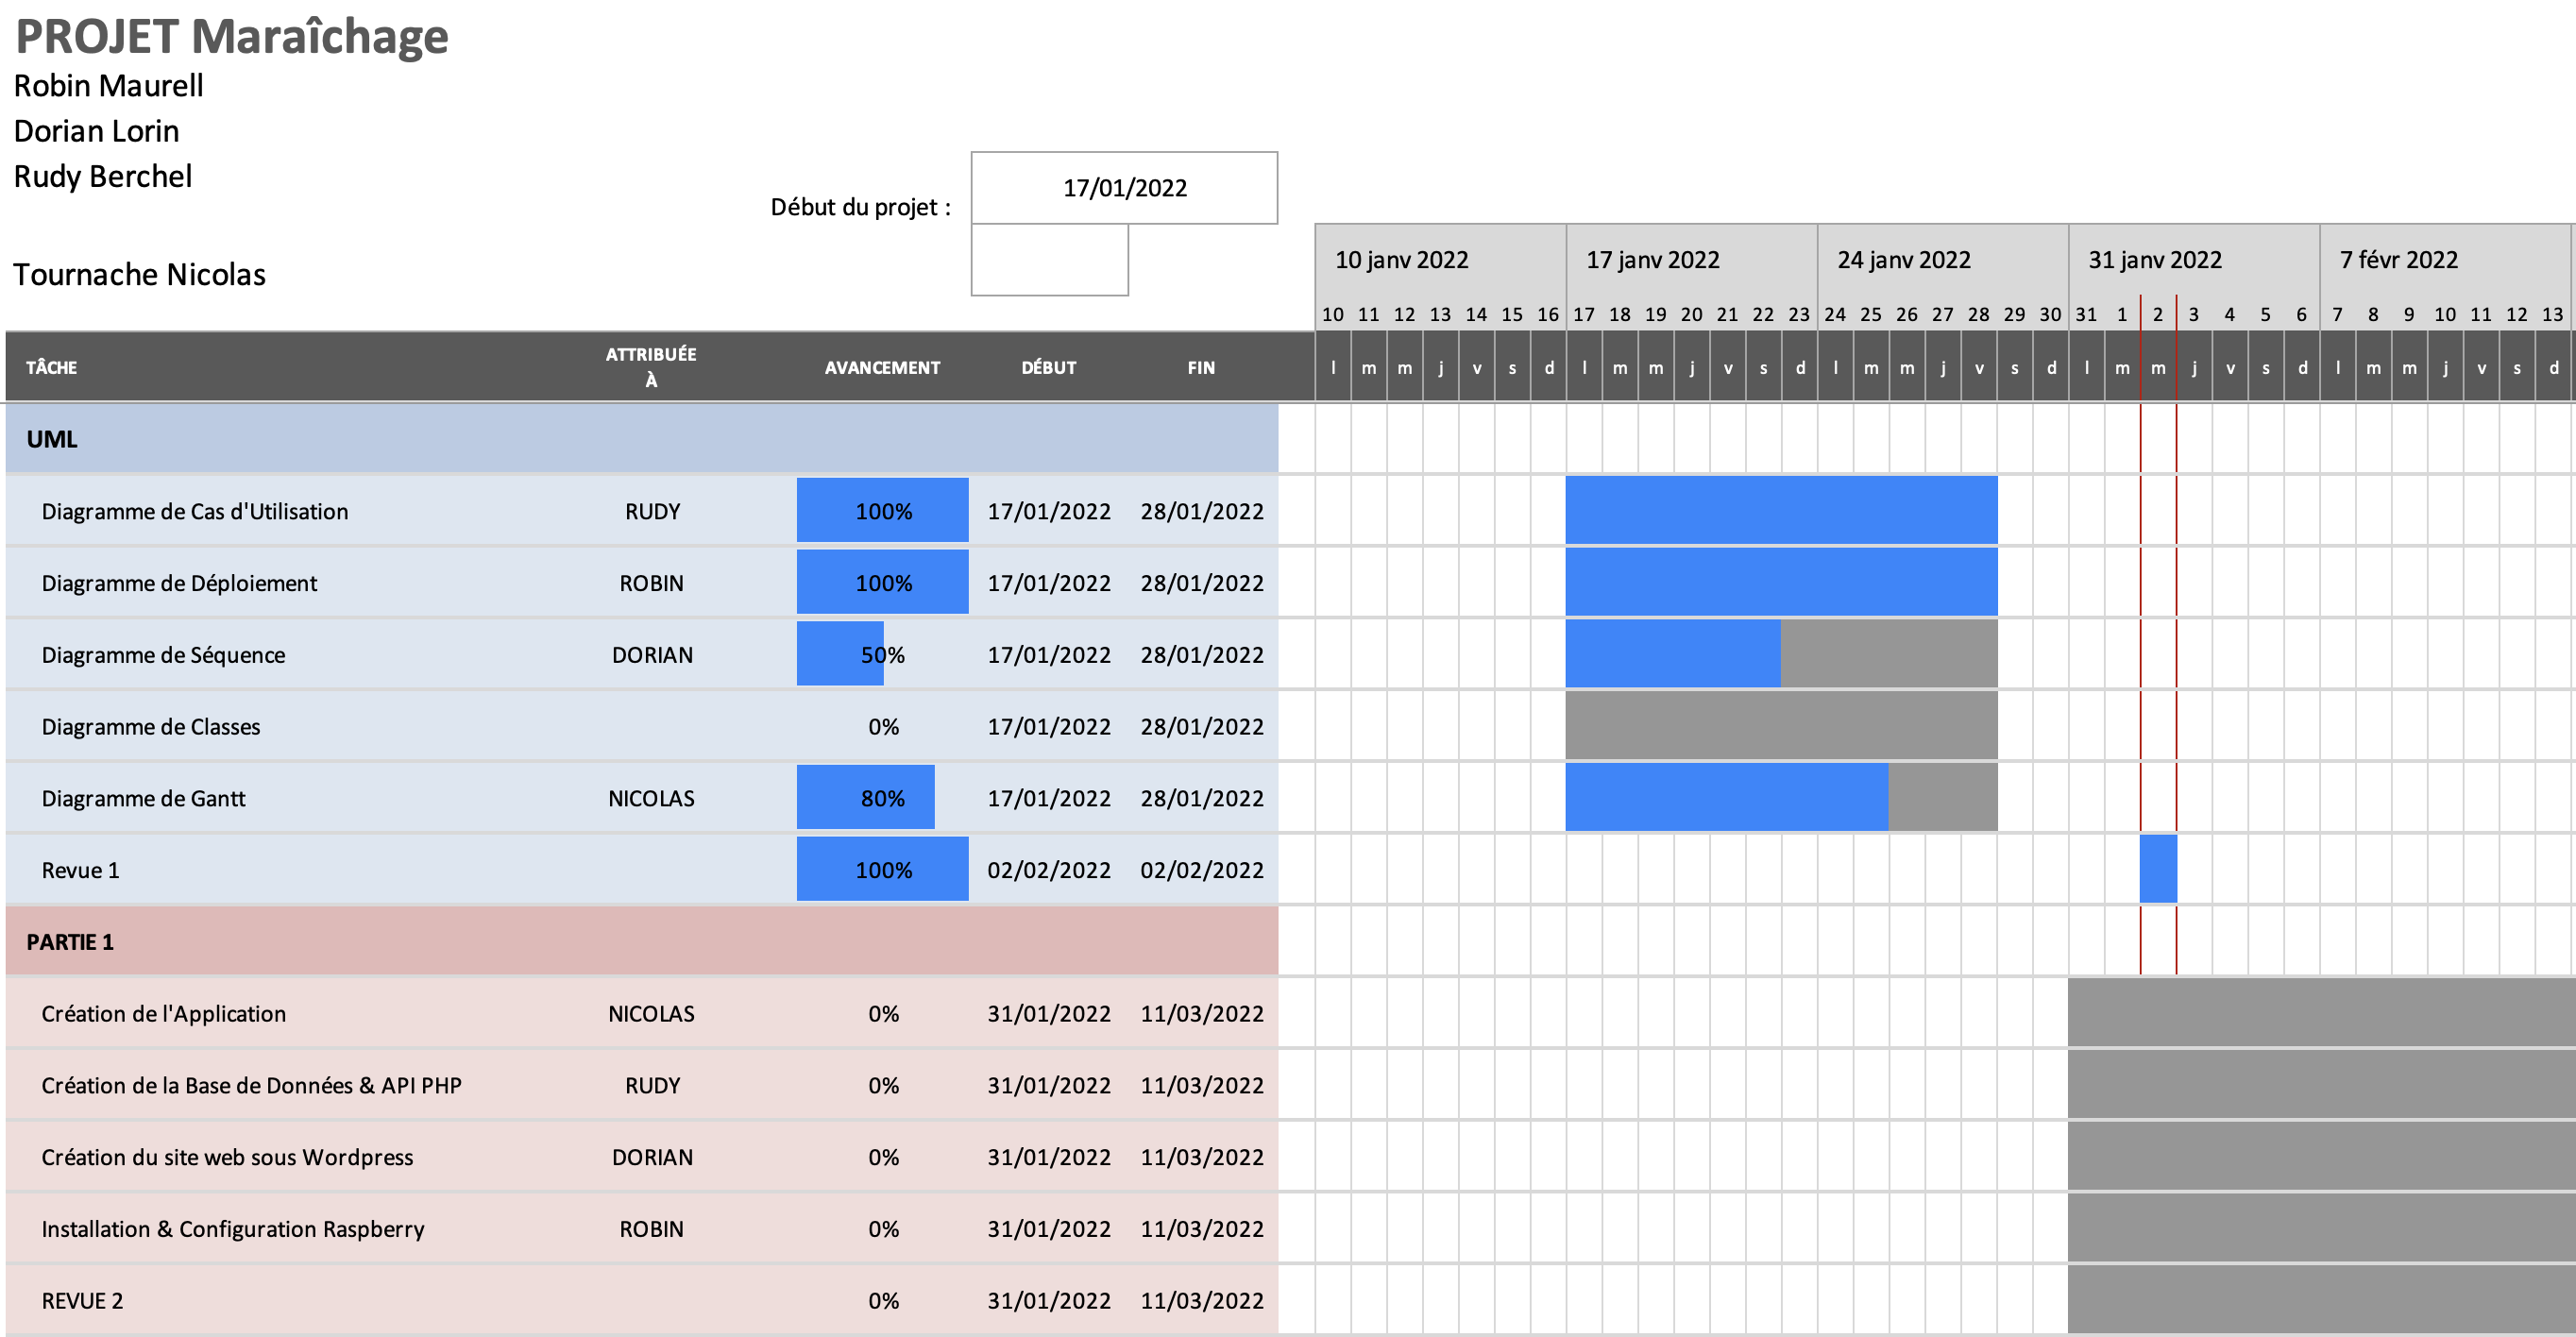 PROJET Maraîchage
Robin Maurell
Dorian Lorin
Rudy Berchel
Début du projet : 17/01/2022
Tournache Nicolas
10 janv 2022 17 janv 2022 24 janv 2022 31 janv 2022 7 févr 2022
10 11 12 13 14 15 16 17 18 19 20 21 22 23 24 25 26 27 28 29 30 31 1 2 3 4 5 6 7 8 9 10 11 12 13
TÂCHE ATTRIBUÉE À AVANCEMENT DÉBUT FIN l m m j v s d l m m j v s d l m m j v s d l m m j v s d l m m j v s d
UML
Diagramme de Cas d'Utilisation RUDY 100% 17/01/2022 28/01/2022
Diagramme de Déploiement ROBIN 100% 17/01/2022 28/01/2022
Diagramme de Séquence DORIAN 50% 17/01/2022 28/01/2022
Diagramme de Classes 0% 17/01/2022 28/01/2022
Diagramme de Gantt NICOLAS 80% 17/01/2022 28/01/2022
Revue 1 100% 02/02/2022 02/02/2022
PARTIE 1
Création de l'Application NICOLAS 0% 31/01/2022 11/03/2022
Création de la Base de Données & API PHP RUDY 0% 31/01/2022 11/03/2022
Création du site web sous Wordpress DORIAN 0% 31/01/2022 11/03/2022
Installation & Configuration Raspberry ROBIN 0% 31/01/2022 11/03/2022
REVUE 2 0% 31/01/2022 11/03/2022